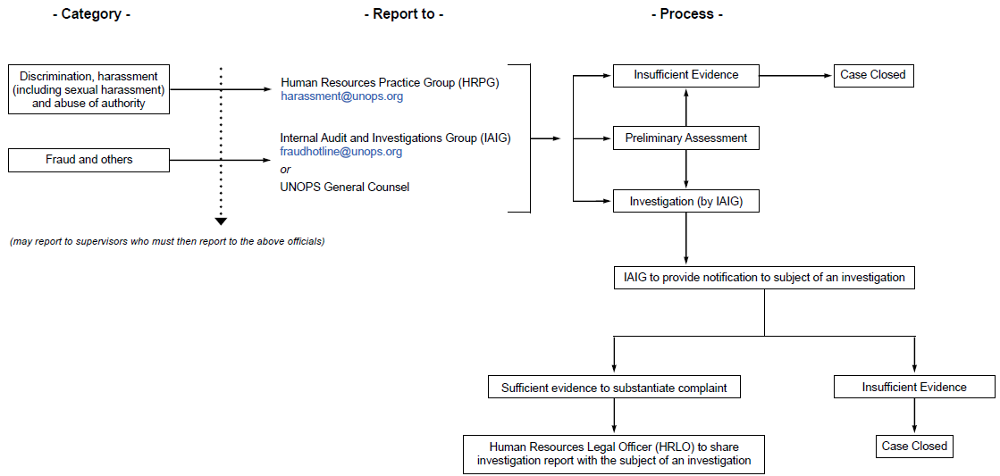 - Category -
- Report to -
- Process -
Discrimination, harassment
(including sexual harassment)
and abuse of authority
Fraud and others
(may report to supervisors who must then report to the above officials)
Human Resources Practice Group (HRPG)
harassment@unops.org
Internal Audit and Investigations Group (IAIG)
fraudhotline@unops.org
or
UNOPS General Counsel
Insufficient Evidence
Case Closed
Preliminary Assessment
Investigation (by IAIG)
IAIG to provide notification to subject of an investigation
Sufficient evidence to substantiate complaint
Insufficient Evidence
Human Resources Legal Officer (HRLO) to share
investigation report with the subject of an investigation
Case Closed